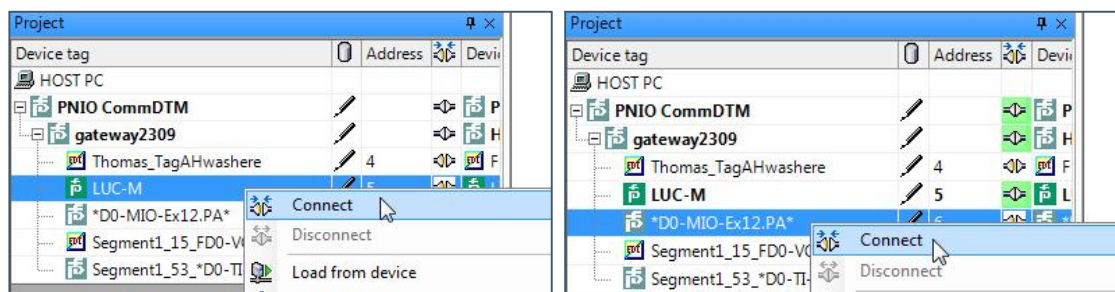 Project
Device tag Address Devi
HOST PC
PNIO CommDTM P
gateway2309 H
Thomas_TagAHwashere 4 F
LUC-M 5
Connect
*D0-MIO-Ex12.PA*
Disconnect
Segment1_15_FD0-VC
Segment1_53_*D0-TI
Load from device
Project
Device tag Address Devi
HOST PC
PNIO CommDTM P
gateway2309 H
Thomas_TagAHwashere 4 F
LUC-M 5 L
*D0-MIO-Ex12.PA* 6
Connect
Segment1_15_FD0-VC
Disconnect
Segment1_53_*D0-TI-